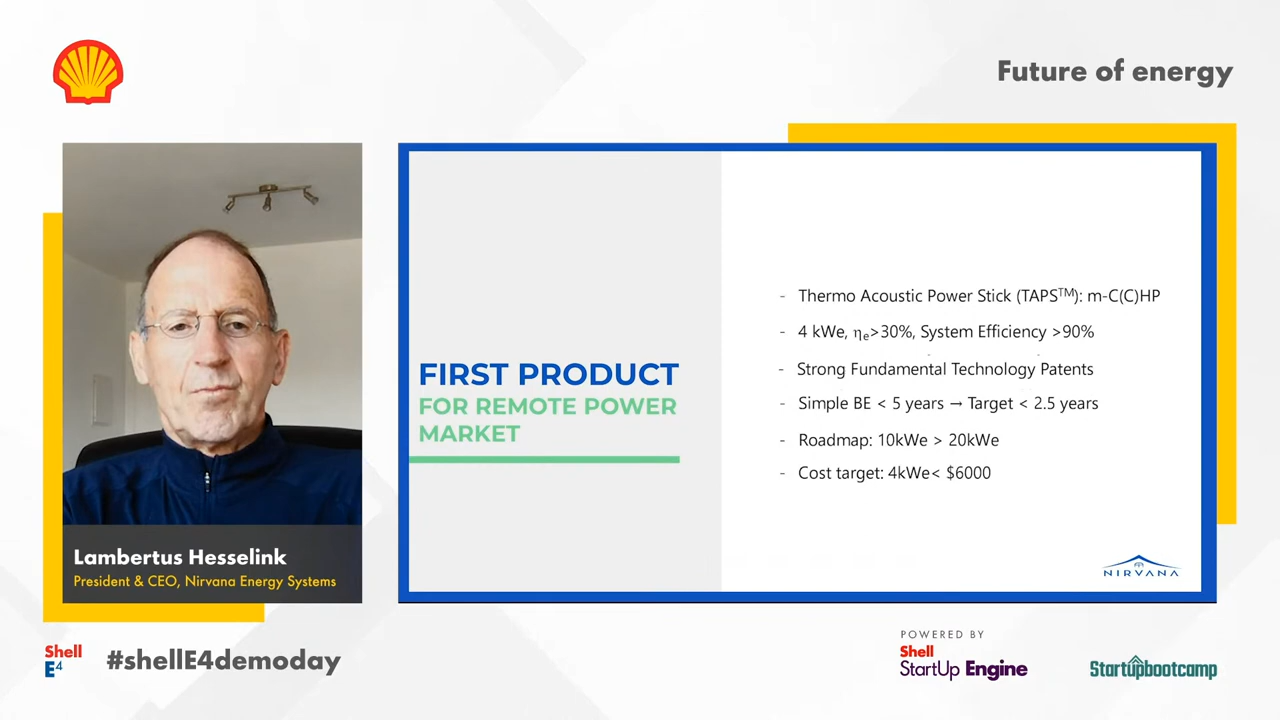 Future of energy
Lambertus Hesselink
President & CEO, Nirvana Energy Systems
FIRST PRODUCT
FOR REMOTE POWER
MARKET
- Thermo Acoustic Power Stick (TAPS™): m-C(C)HP
- 4 kWe, ηe>30%, System Efficiency >90%
- Strong Fundamental Technology Patents
- Simple BE < 5 years → Target < 2.5 years
- Roadmap: 10kWe > 20kWe
- Cost target: 4kWe< $6000
NIRVANA
Shell
E4
#shellE4demoday
POWERED BY
Shell
StartUp Engine
Startupbootcamp